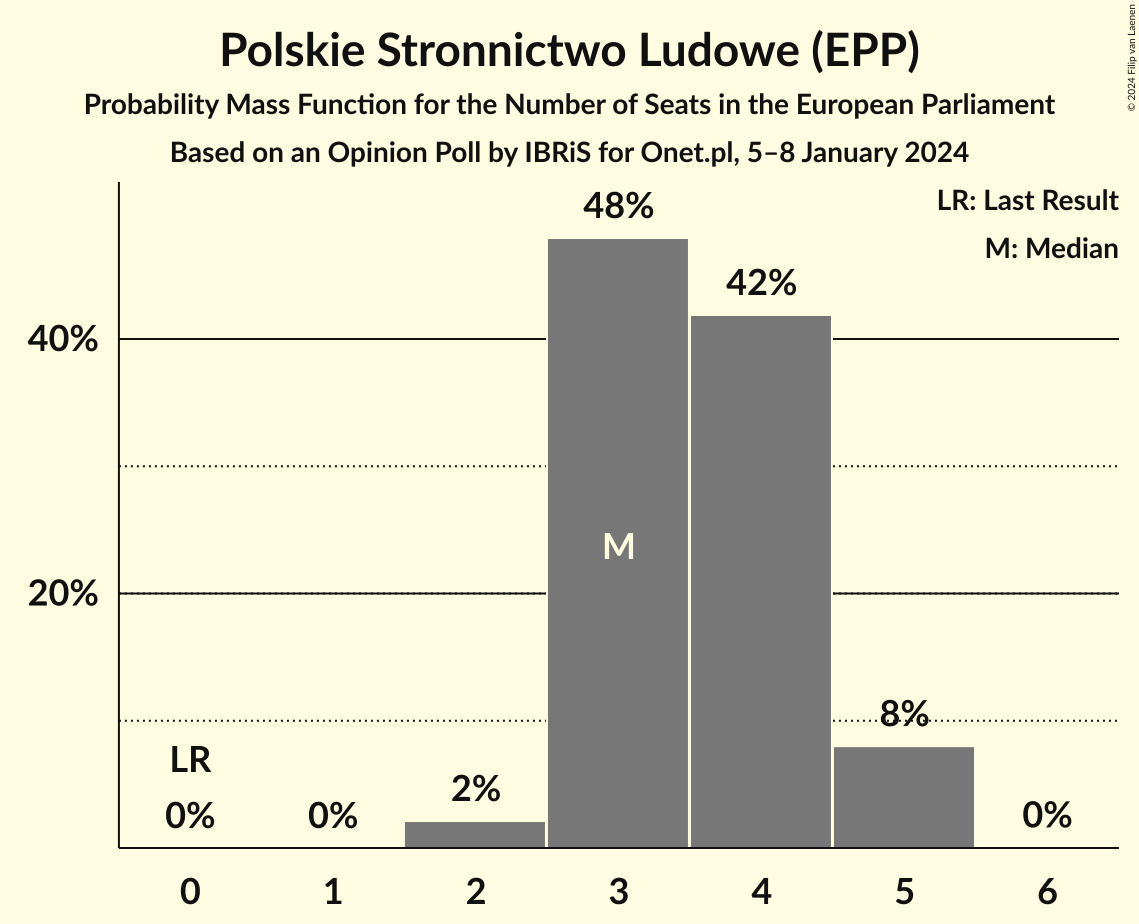 Polskie Stronnictwo Ludowe (EPP)
Probability Mass Function for the Number of Seats in the European Parliament
Based on an Opinion Poll by IBRiS for Onet.pl, 5–8 January 2024
© 2024 Filip van Laenen
LR: Last Result
M: Median
48%
42%
40%
M
20%
8%
LR
2%
0% 0% 0%
0 1 2 3 4 5 6